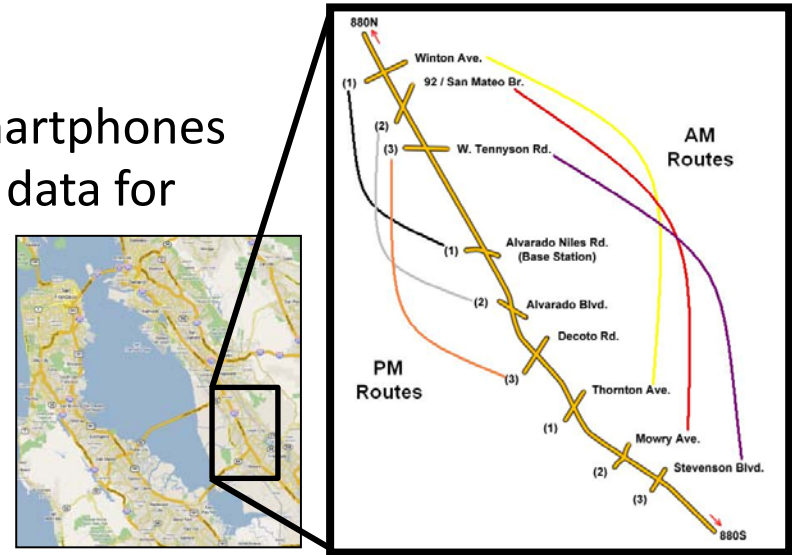 artphones
data for
880N
Winton Ave.
(1)
92 / San Mateo Br.
(2)
(3)
W. Tennyson Rd.
AM
Routes
(1)
Alvarado Niles Rd.
(Base Station)
(2)
Alvarado Blvd.
Decoto Rd.
PM
Routes
(3)
Thornton Ave.
(1)
Mowry Ave.
(2)
Stevenson Blvd.
(3)
880S